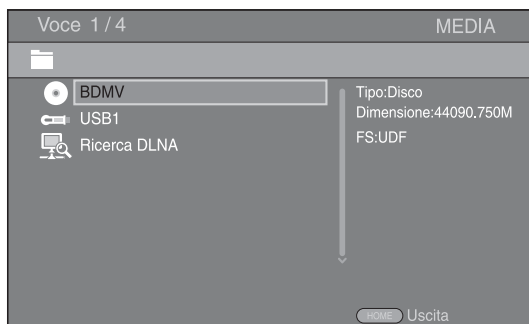 Voce 1/4 MEDIA
BDMV
USB1
Ricerca DLNA
Tipo:Disco
Dimensione:44090.750M
FS:UDF
HOME Uscita